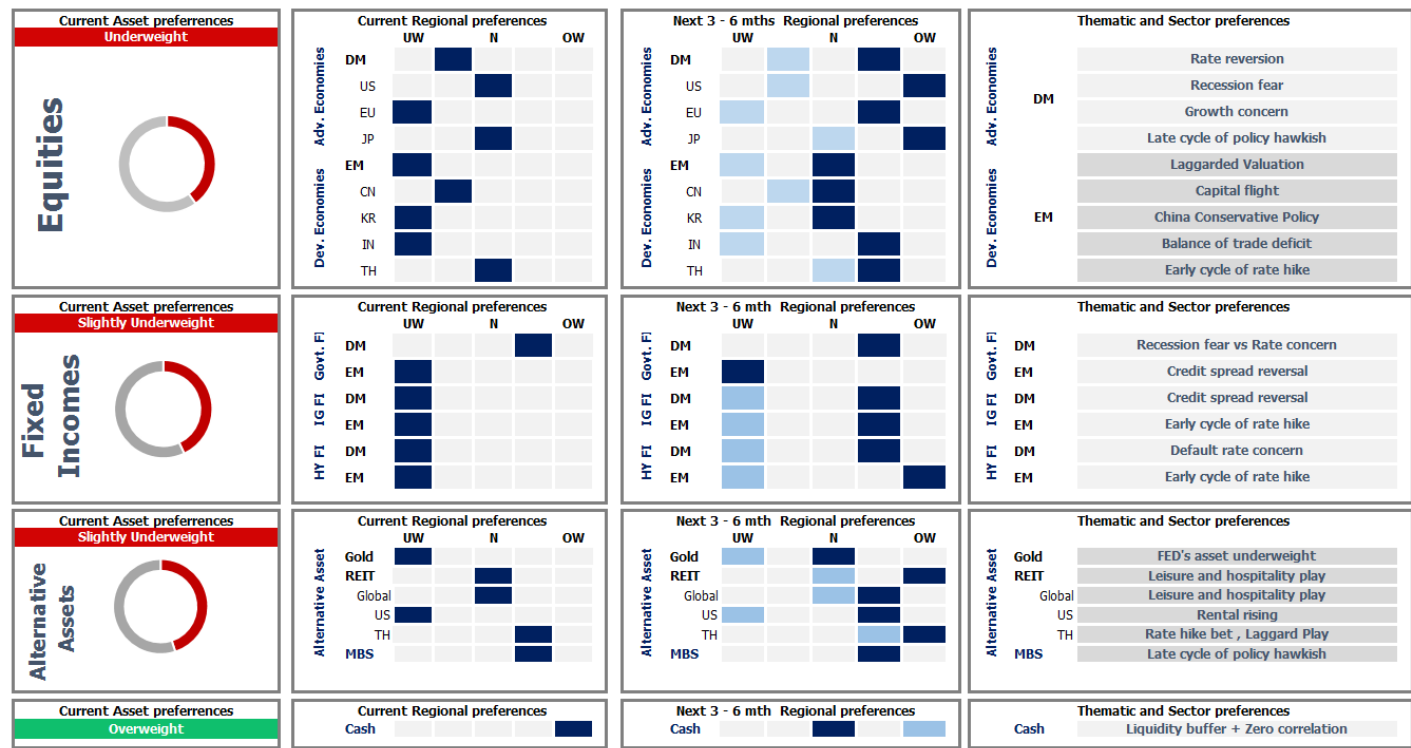 Current Asset preferrences
Underweight
Equities
Current Regional preferences
UW N OW
Adv. Economies
DM
US
EU
JP
Dev. Economies
EM
CN
KR
IN
TH
Next 3 - 6 mths Regional preferences
UW N OW
Adv. Economies
DM
US
EU
JP
Dev. Economies
EM
CN
KR
IN
TH
Thematic and Sector preferences
Adv. Economies
DM
Rate reversion
Recession fear
Growth concern
Late cycle of policy hawkish
Dev. Economies
EM
Laggarded Valuation
Capital flight
China Conservative Policy
Balance of trade deficit
Early cycle of rate hike
Current Asset preferrences
Slightly Underweight
Fixed
Incomes
Current Regional preferences
UW N OW
Govt. FI
DM
EM
IG FI
DM
EM
HY FI
DM
EM
Next 3 - 6 mth Regional preferences
UW N OW
Govt. FI
DM
EM
IG FI
DM
EM
HY FI
DM
EM
Thematic and Sector preferences
Govt. FI
DM Recession fear vs Rate concern
EM Credit spread reversal
IG FI
DM Credit spread reversal
EM Early cycle of rate hike
HY FI
DM Default rate concern
EM Early cycle of rate hike
Current Asset preferrences
Slightly Underweight
Alternative
Assets
Current Regional preferences
UW N OW
Alternative Asset
Gold
REIT
Global
US
TH
MBS
Next 3 - 6 mth Regional preferences
UW N OW
Alternative Asset
Gold
REIT
Global
US
TH
MBS
Thematic and Sector preferences
Alternative Asset
Gold FED's asset underweight
REIT Leisure and hospitality play
Global Leisure and hospitality play
US Rental rising
TH Rate hike bet , Laggard Play
MBS Late cycle of policy hawkish
Current Asset preferrences
Overweight
Current Regional preferences
Cash
Next 3 - 6 mth Regional preferences
Cash
Thematic and Sector preferences
Cash Liquidity buffer + Zero correlation